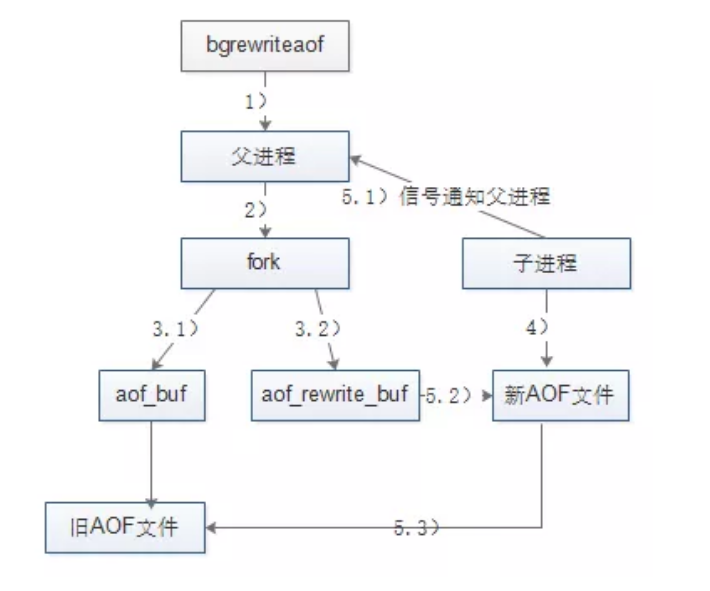 bgrewriteaof
1)
父进程
5.1) 信号通知父进程
2)
fork
子进程
3.1)
3.2)
4)
aof_buf
aof_rewrite_buf
5.2)
新AOF文件
旧AOF文件
5.3)